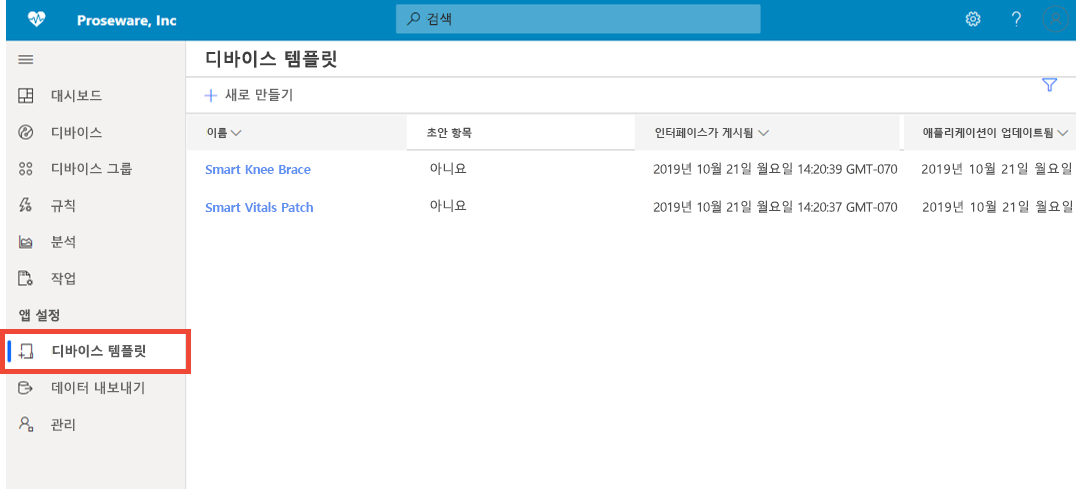 Proseware, Inc
검색
?
디바이스 템플릿
새로 만들기
대시보드
디바이스
디바이스 그룹
규칙
분석
작업
앱 설정
디바이스 템플릿
데이터 내보내기
관리
이름 초안 항목 인터페이스가 게시됨 애플리케이션이 업데이트됨
Smart Knee Brace 아니요 2019년 10월 21일 월요일 14:20:39 GMT-070 2019년 10월 21일 월요일
Smart Vitals Patch 아니요 2019년 10월 21일 월요일 14:20:37 GMT-070 2019년 10월 21일 월요일